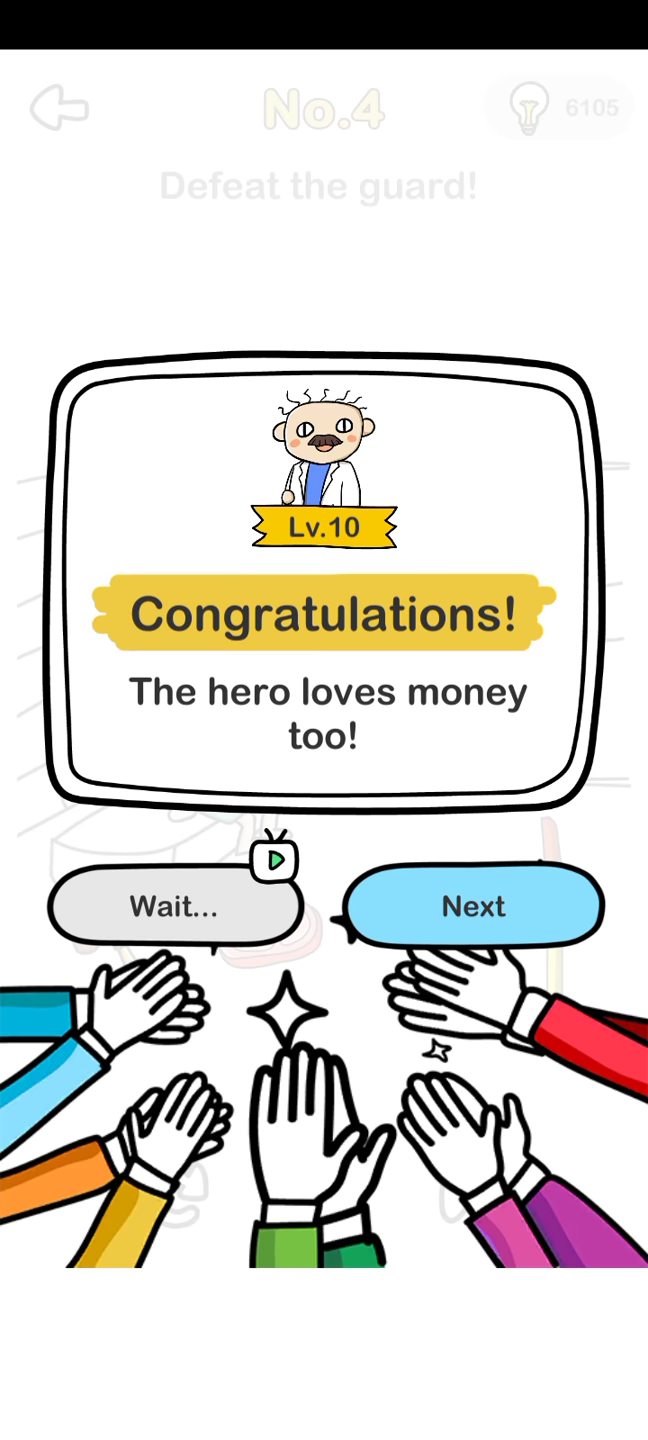 No.4
6105
Defeat the guard!
Lv.10
Congratulations!
The hero loves money
too!
Wait...
Next